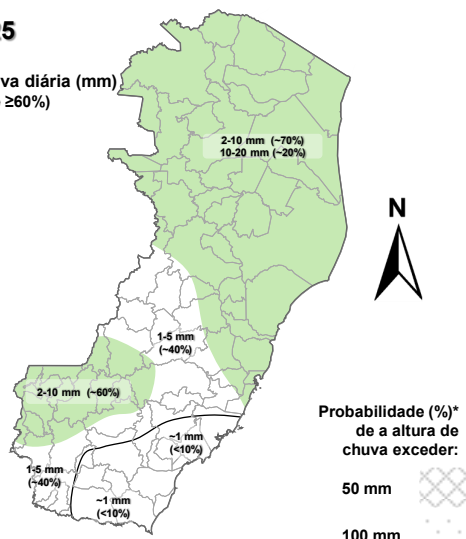 25
va diária (mm)
≥60%)
2-10 mm (~70%)
10-20 mm (~20%)
N
1-5 mm
(~40%)
2-10 mm (~60%)
~1 mm
(<10%)
1-5 mm
(~40%)
~1 mm
(<10%)
Probabilidade (%)*
de a altura de
chuva exceder:
50 mm
100 mm